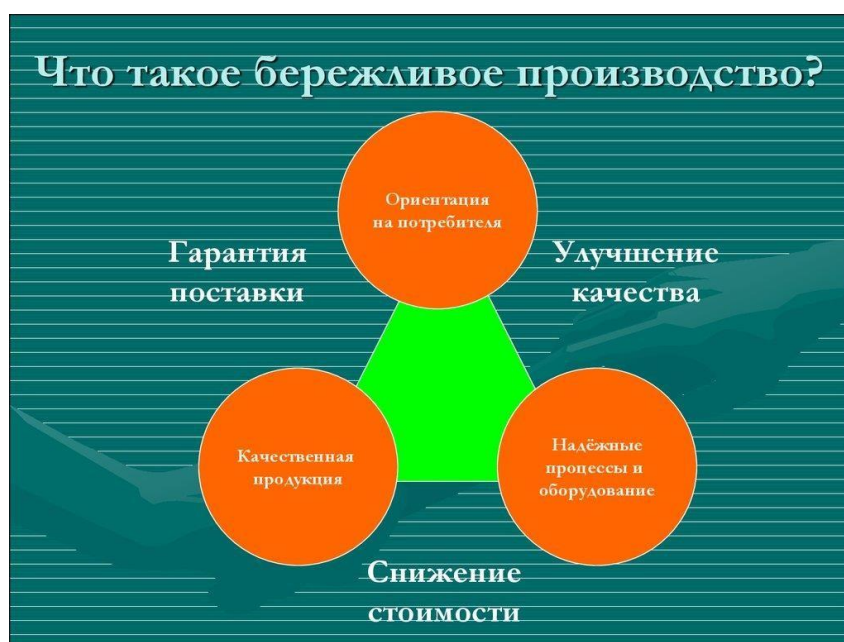 Что такое бережливое производство?
Ориентация
на потребителя
Гарантия
поставки
Улучшение
качества
Качественная
продукция
Надёжные
процессы и
оборудование
Снижение
стоимости